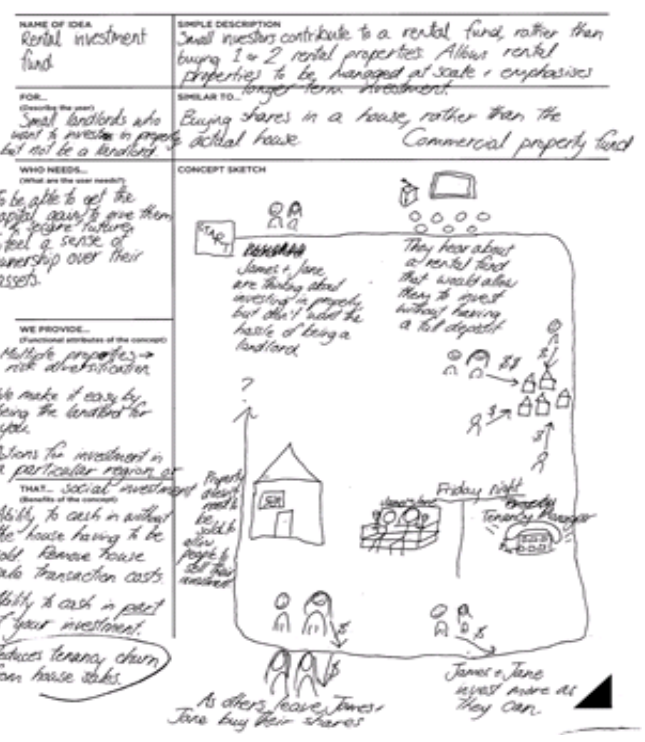 NAME OF IDEA
Rental investment
fund
SIMPLE DESCRIPTION
Small investors contribute to a rental fund, rather than
buying 1 or 2 rental properties. Allows rental
properties to be managed at scale + emphasises
longer term investment.
FOR...
(Describe the user)
Small landlords who
want to invest in property
but not be a landlord.
SIMILAR TO...
Buying shares in a house, rather than the
actual house.
Commercial property fund
WHO NEEDS...
(What are the user needs?)
To be able to get the
capital gains to give them
a secure future,
feel a sense of
ownership over their
assets.
WE PROVIDE...
(Functional attributes of the concept)
Multiple properties →
risk diversification
We make it easy by
being the landlord for
you
Options for investment in
a particular region or
social investment
THAT...
(Benefits of the concept)
Ability to cash in without
the house having to be
sold. Remove house
sale transaction costs.
Ability to cash in part
of your investment.
Reduces tenancy churn
from house sales.
CONCEPT SKETCH
START
James + Jane
are thinking about
investing in property
but don't want the
hassle of being a
landlord
They hear about
a rental fund
that would allow
them to invest
without having
a full deposit
$$
$
$
$
?
Property
doesn't
need to
be
sold to
allow
people to
sell their
investment
Friday night
Tenancy Manager
$
$
$
As others leave, James +
Jane buy their shares
James + Jane
invest more as
they can.